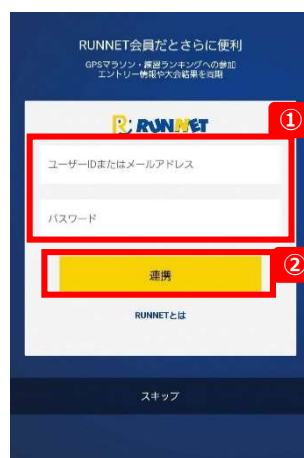 RUNNET会員だとさらに便利
GPSマラソン・練習ランキングへの参加
エントリー情報や大会結果を同期
R: RUNNET
①
ユーザーIDまたはメールアドレス
パスワード
②
連携
RUNNETとは
スキップ